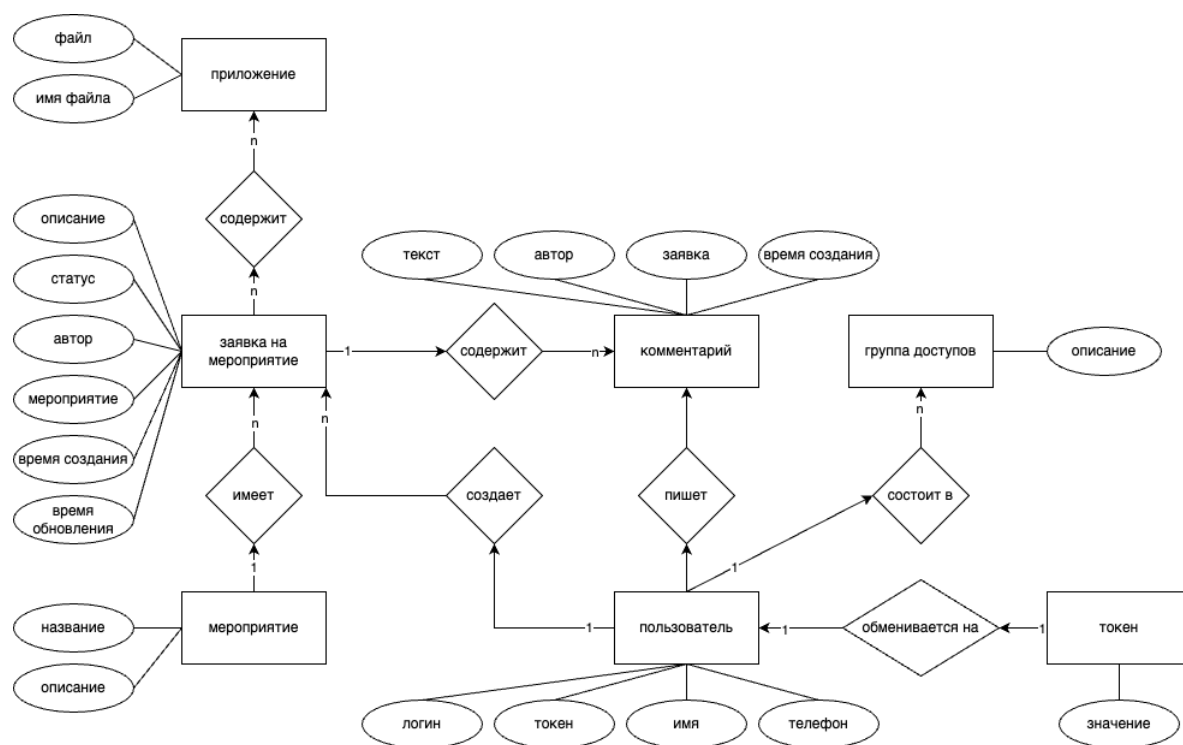 файл
приложение
имя файла
n
содержит
описание
текст
автор
заявка
время создания
n
статус
заявка на
мероприятие
1
содержит
n
комментарий
группа доступов
описание
автор
мероприятие
n
n
n
время создания
имеет
создает
пишет
состоит в
время
обновления
1
1
название
мероприятие
1
пользователь
1
обменивается на
1
токен
описание
логин
токен
имя
телефон
значение